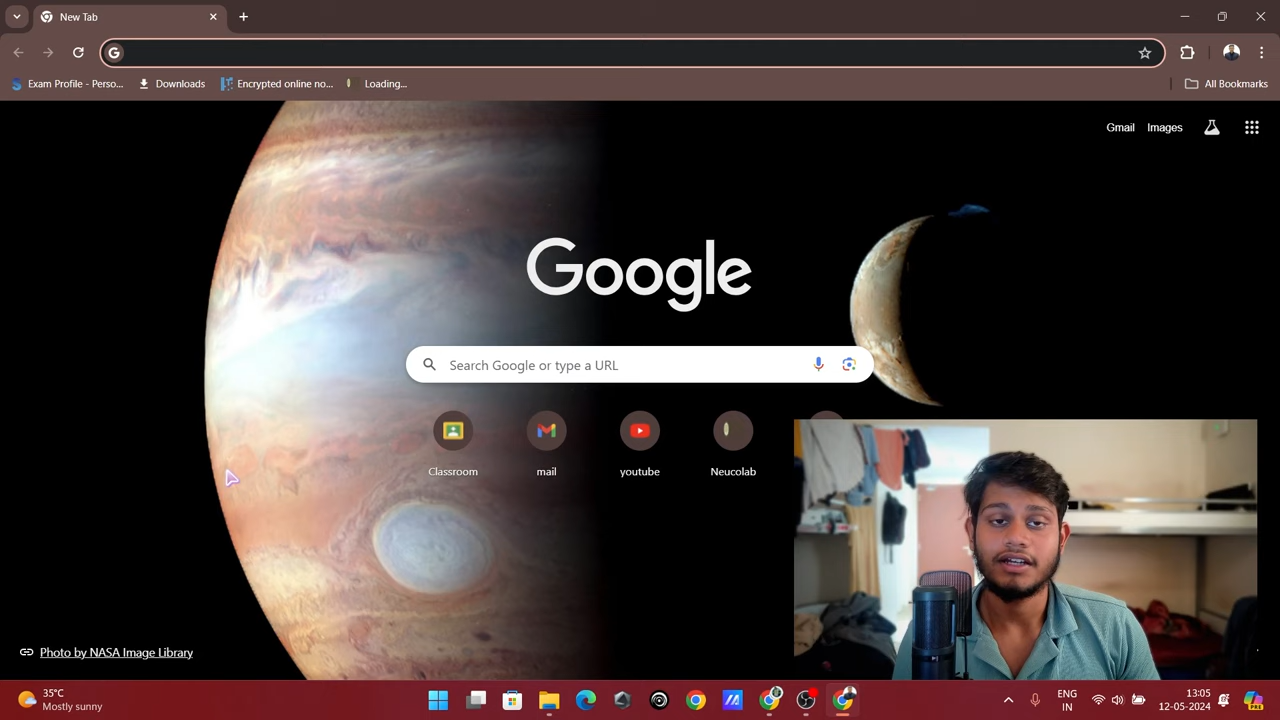 New Tab
Exam Profile - Perso...
Downloads
Encrypted online no...
Loading...
All Bookmarks
Gmail
Images
Google
Search Google or type a URL
Classroom
mail
youtube
Neucolab
Photo by NASA Image Library
35°C
Mostly sunny
ENG
IN
13:05
12-05-2024
PRE